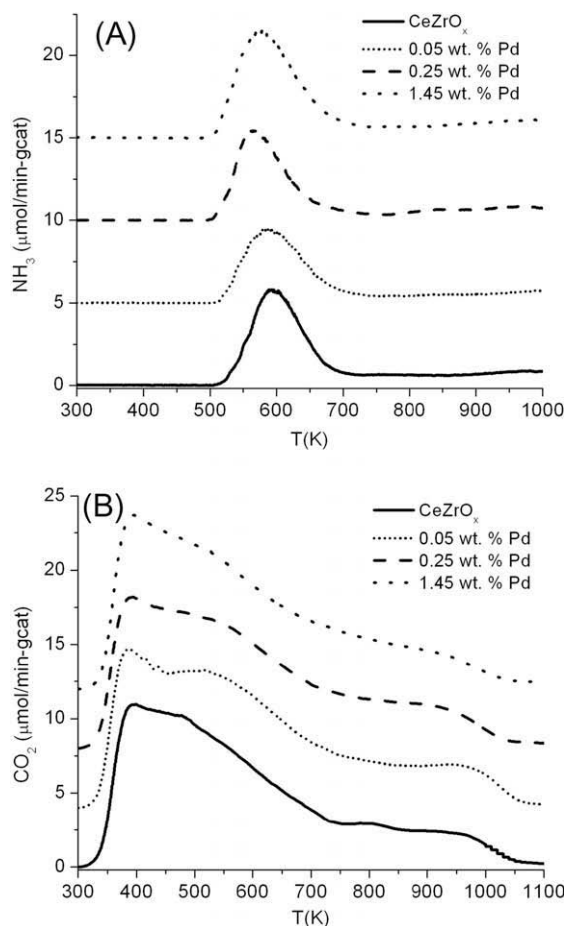 (A)
CeZrOₓ
0.05 wt. % Pd
0.25 wt. % Pd
1.45 wt. % Pd
NH₃ (μmol/min-gcat)
20
15
10
5
0
300 400 500 600 700 800 900 1000
T(K)
(B)
CeZrOₓ
0.05 wt. % Pd
0.25 wt. % Pd
1.45 wt. % Pd
CO₂ (μmol/min-gcat)
25
20
15
10
5
0
300 400 500 600 700 800 900 1000 1100
T(K)